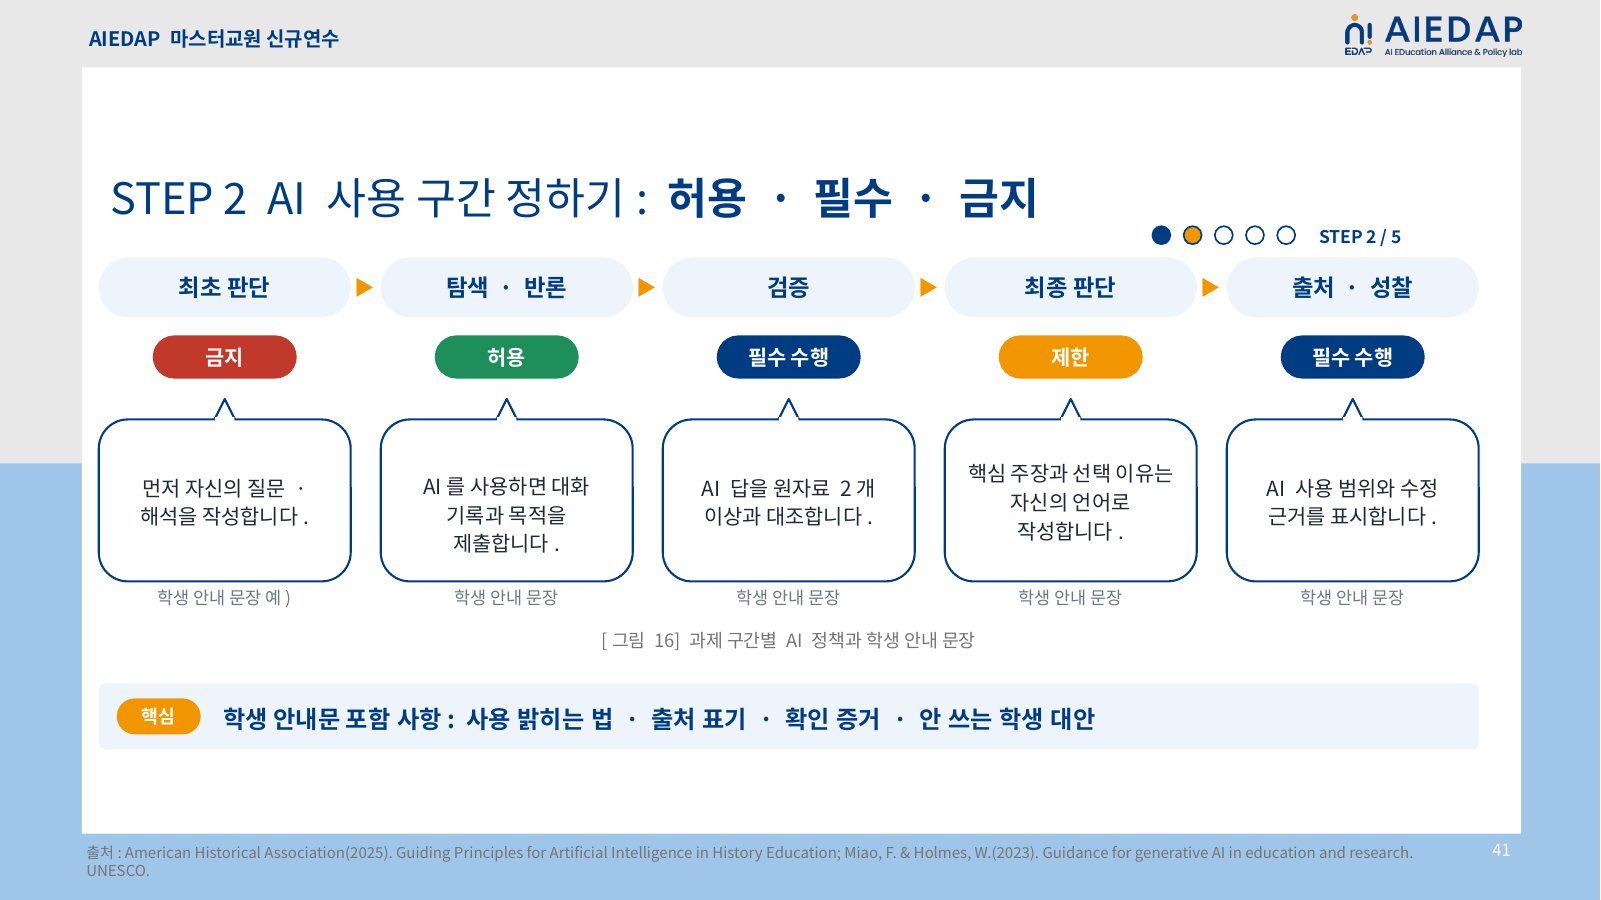 AIEDAP 마스터교원 신규연수
AIEDAP
EDAP
AI EDucation Alliance & Policy lab
STEP 2 AI 사용 구간 정하기 : 허용 · 필수 · 금지
STEP 2 / 5
최초 판단
탐색 · 반론
검증
최종 판단
출처 · 성찰
금지
허용
필수 수행
제한
필수 수행
먼저 자신의 질문 ·
해석을 작성합니다 .
AI 를 사용하면 대화
기록과 목적을
제출합니다 .
AI 답을 원자료 2 개
이상과 대조합니다 .
핵심 주장과 선택 이유는
자신의 언어로
작성합니다 .
AI 사용 범위와 수정
근거를 표시합니다 .
학생 안내 문장 예 )
학생 안내 문장
학생 안내 문장
학생 안내 문장
학생 안내 문장
[ 그림 16] 과제 구간별 AI 정책과 학생 안내 문장
핵심
학생 안내문 포함 사항 : 사용 밝히는 법 · 출처 표기 · 확인 증거 · 안 쓰는 학생 대안
출처 : American Historical Association(2025). Guiding Principles for Artificial Intelligence in History Education; Miao, F. & Holmes, W.(2023). Guidance for generative AI in education and research.
UNESCO.
41